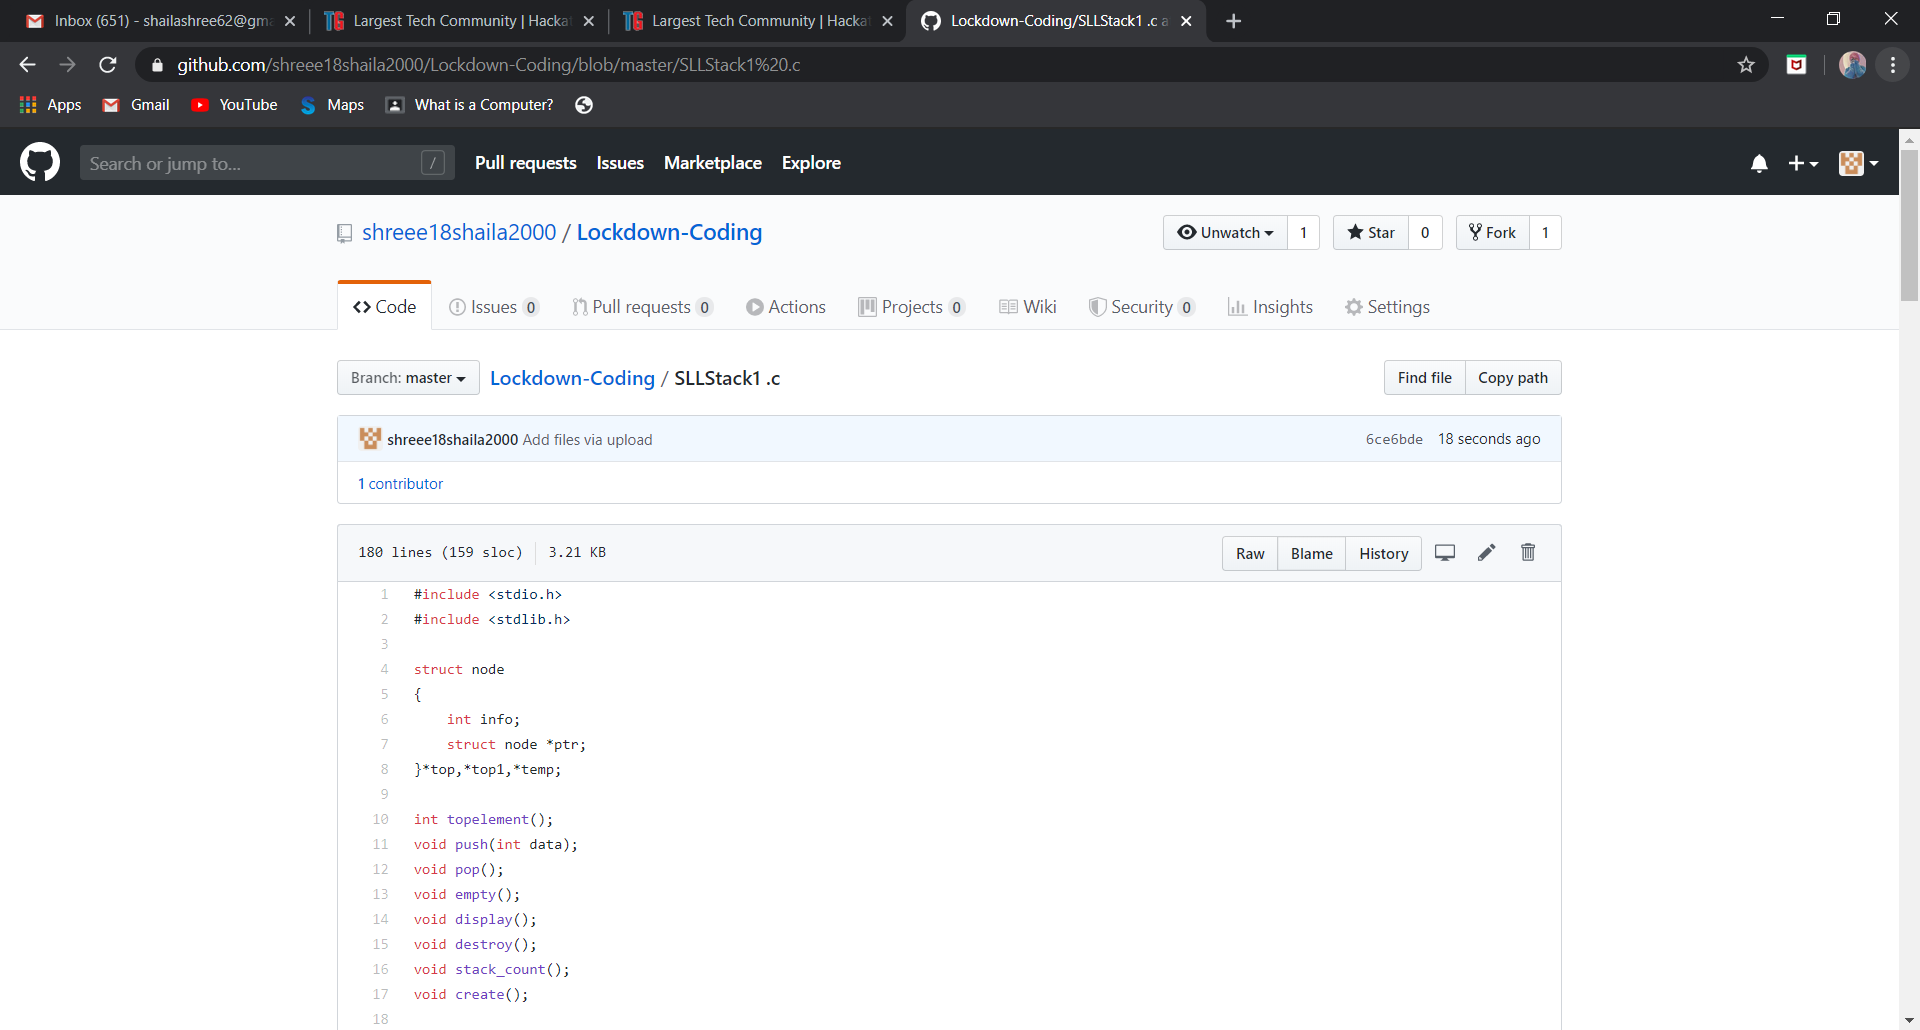 Inbox (651) - shailashree62@gma
Largest Tech Community | Hacka
Largest Tech Community | Hacka
Lockdown-Coding/SLLStack1 .c a
github.com/shreee18shaila2000/Lockdown-Coding/blob/master/SLLStack1%20.c
Apps Gmail YouTube Maps What is a Computer?
Search or jump to... / Pull requests Issues Marketplace Explore
shreee18shaila2000 / Lockdown-Coding Unwatch 1 Star 0 Fork 1
Code Issues 0 Pull requests 0 Actions Projects 0 Wiki Security 0 Insights Settings
Branch: master Lockdown-Coding / SLLStack1 .c Find file Copy path
shreee18shaila2000 Add files via upload 6ce6bde 18 seconds ago
1 contributor
180 lines (159 sloc) 3.21 KB Raw Blame History
1 #include <stdio.h>
2 #include <stdlib.h>
3
4 struct node
5 {
6 int info;
7 struct node *ptr;
8 }*top,*top1,*temp;
9
10 int topelement();
11 void push(int data);
12 void pop();
13 void empty();
14 void display();
15 void destroy();
16 void stack_count();
17 void create();
18